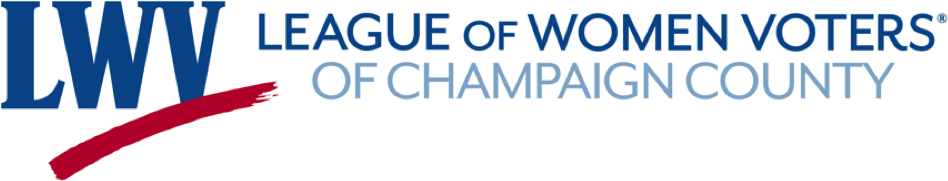 LWV
LEAGUE OF WOMEN VOTERS®
OF CHAMPAIGN COUNTY